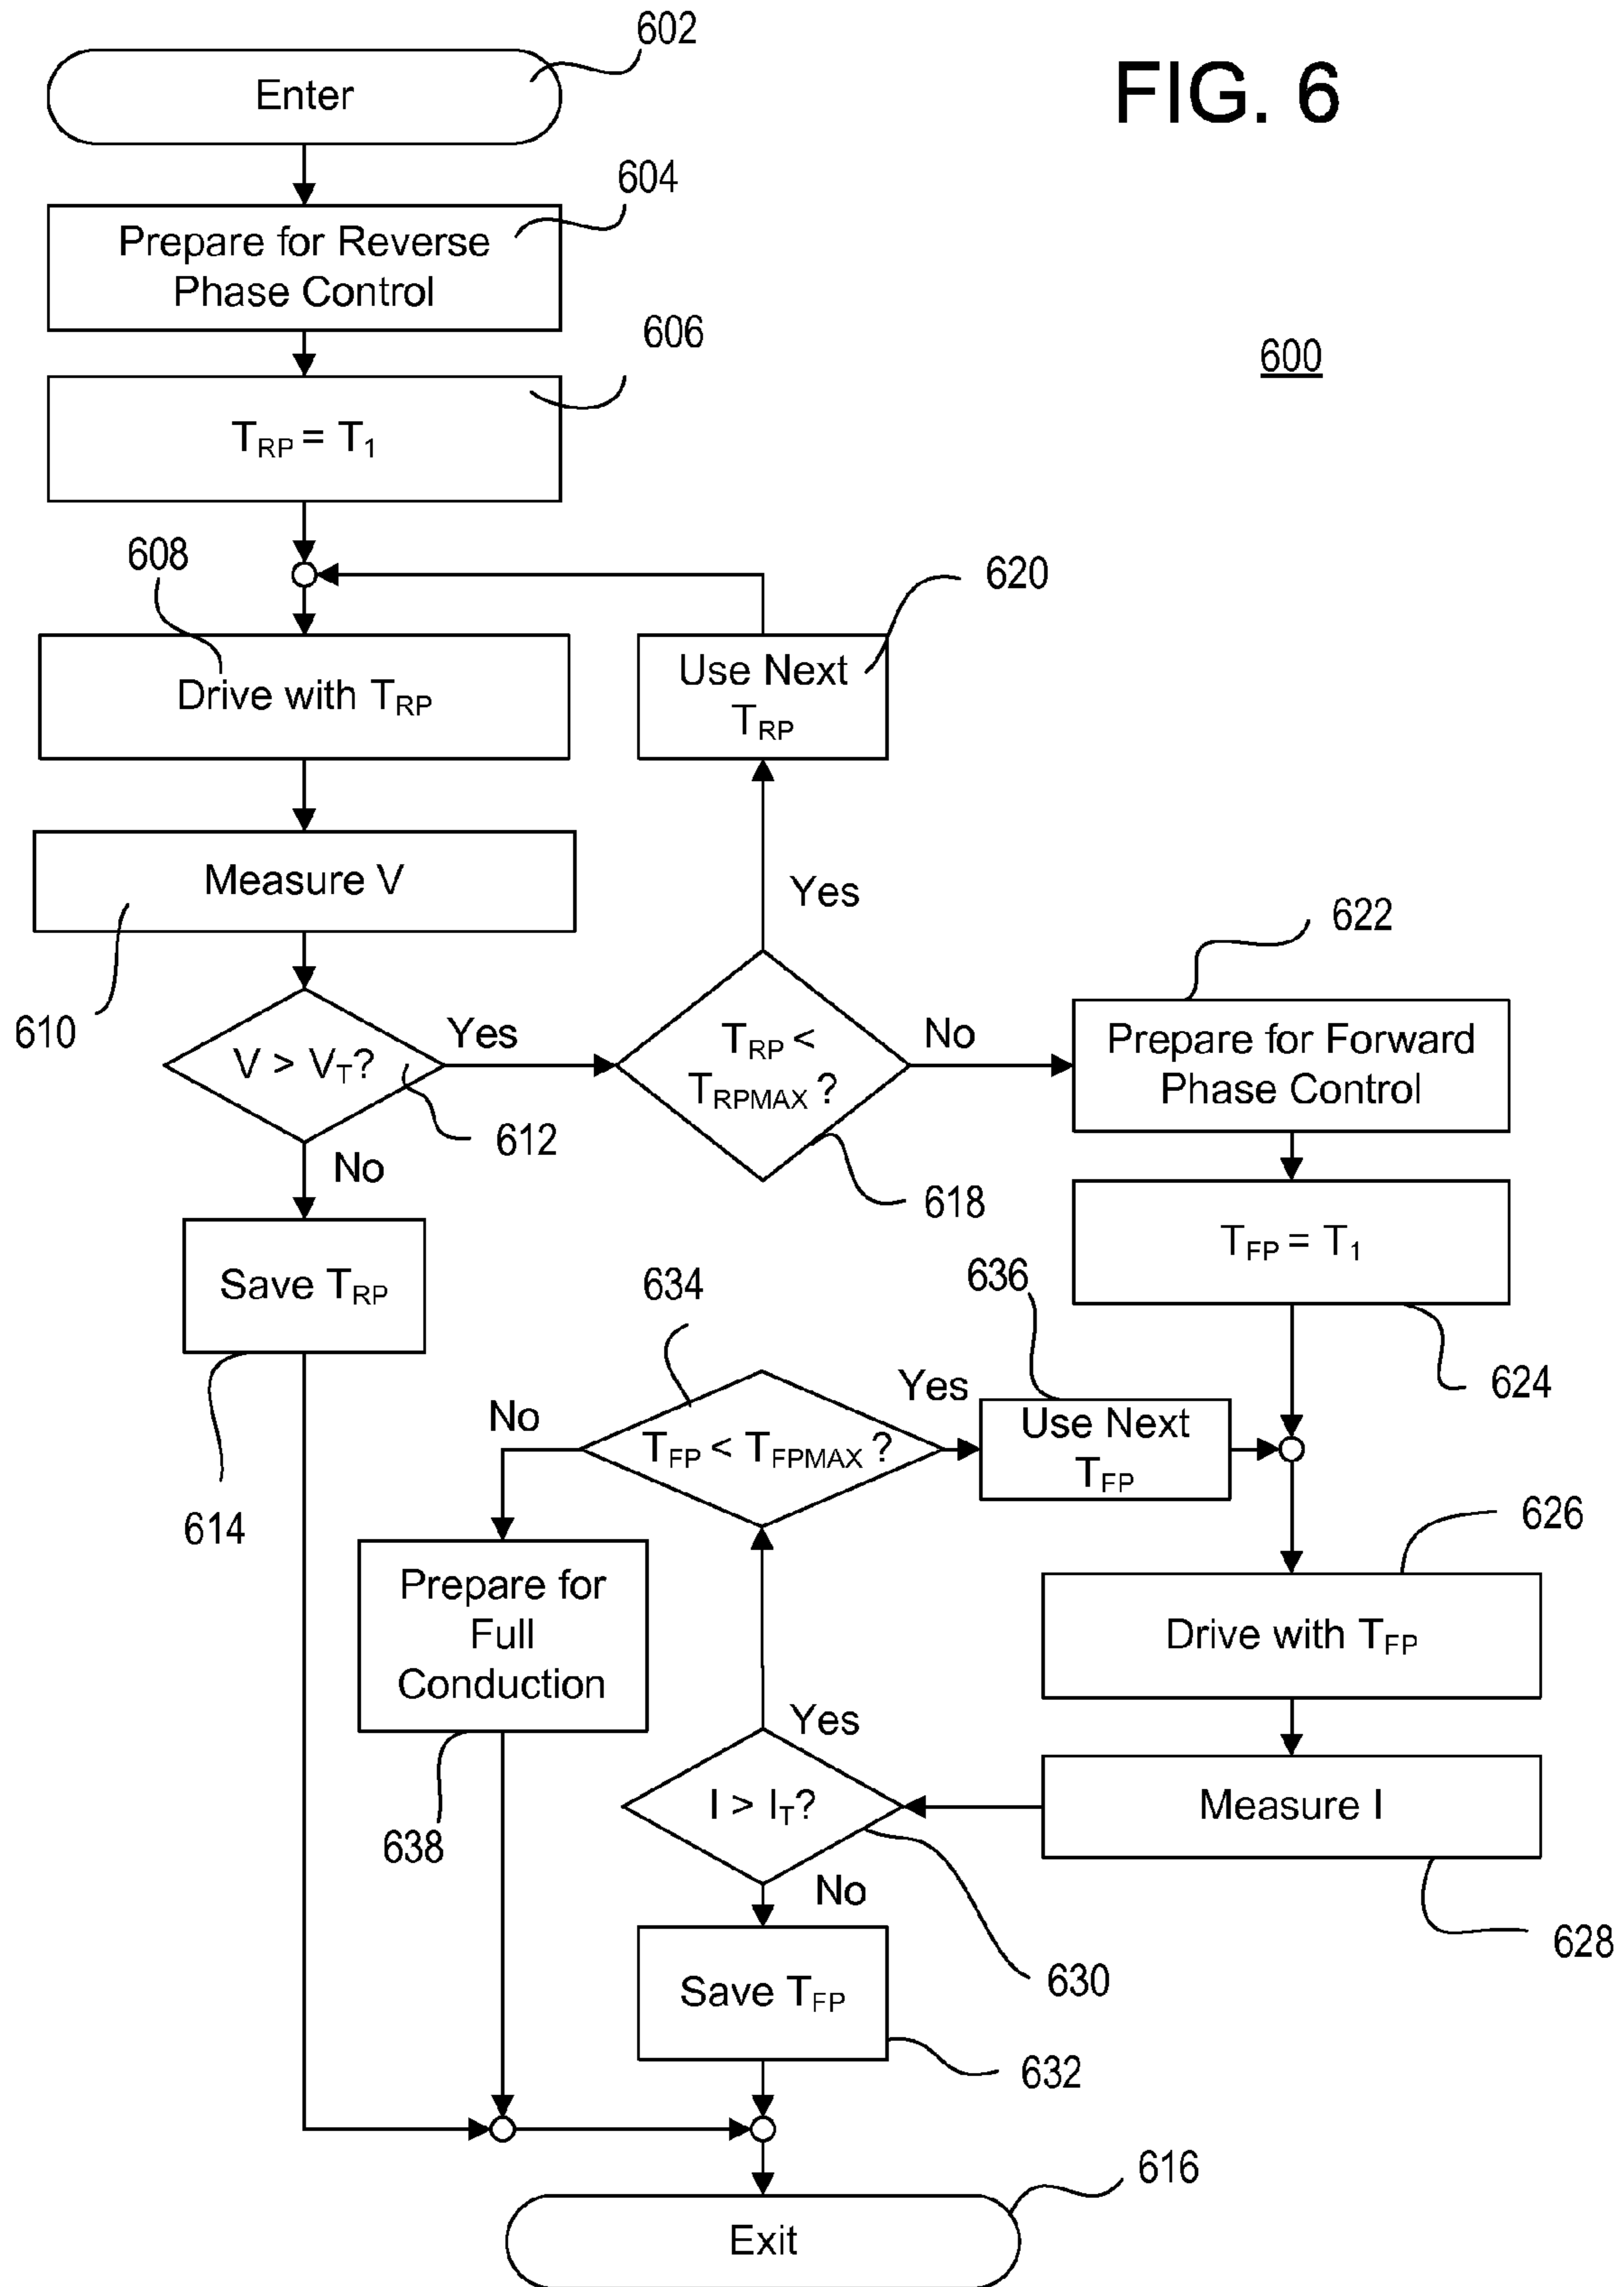 602
FIG. 6
Enter
604
Prepare for Reverse
Phase Control
606
600
TRP = T1
608
620
Use Next
TRP
Drive with TRP
Measure V
Yes
622
610
V > VT?
Yes
612
TRP <
TRPMAX ?
No
Prepare for Forward
Phase Control
No
618
Save TRP
TFP = T1
634
636
624
No
TFP < TFPMAX ?
Yes
Use Next
TFP
614
626
Prepare for
Full
Conduction
Drive with TFP
Yes
638
I > IT?
Measure I
No
628
630
Save TFP
632
616
Exit